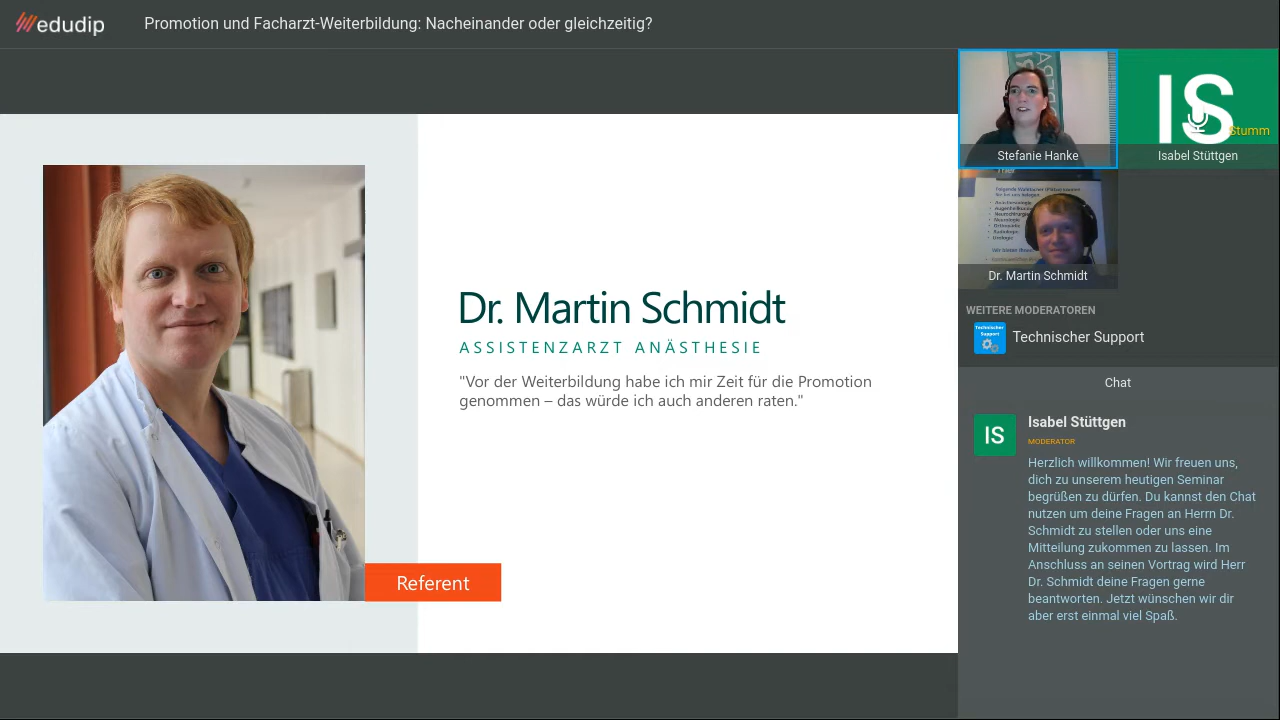 edudip
Promotion und Facharzt-Weiterbildung: Nacheinander oder gleichzeitig?
Dr. Martin Schmidt
ASSISTENZARZT ANÄSTHESIE
"Vor der Weiterbildung habe ich mir Zeit für die Promotion
genommen – das würde ich auch anderen raten."
Referent
Stefanie Hanke
IS
Stumm
Isabel Stüttgen
Dr. Martin Schmidt
WEITERE MODERATOREN
Technischer
Support
Technischer Support
Chat
IS
Isabel Stüttgen
MODERATOR
Herzlich willkommen! Wir freuen uns,
dich zu unserem heutigen Seminar
begrüßen zu dürfen. Du kannst den Chat
nutzen um deine Fragen an Herrn Dr.
Schmidt zu stellen oder uns eine
Mitteilung zukommen zu lassen. Im
Anschluss an seinen Vortrag wird Herr
Dr. Schmidt deine Fragen gerne
beantworten. Jetzt wünschen wir dir
aber erst einmal viel Spaß.